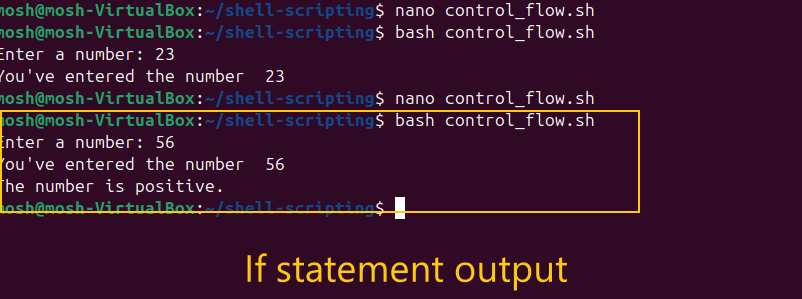 mosh@mosh-VirtualBox:~/shell-scripting$ nano control_flow.sh
mosh@mosh-VirtualBox:~/shell-scripting$ bash control_flow.sh
Enter a number: 23
You've entered the number  23
mosh@mosh-VirtualBox:~/shell-scripting$ nano control_flow.sh
mosh@mosh-VirtualBox:~/shell-scripting$ bash control_flow.sh
Enter a number: 56
You've entered the number  56
The number is positive.
mosh@mosh-VirtualBox:~/shell-scripting$
If statement output